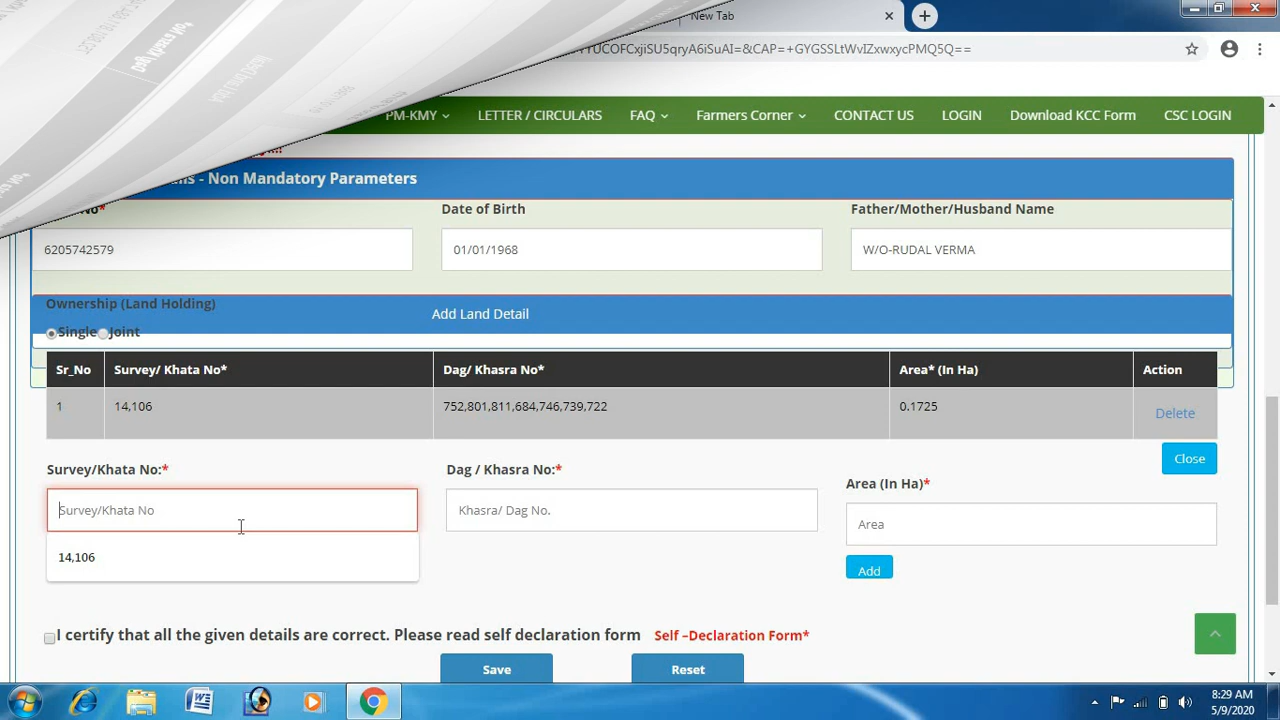 New Tab
YUCOFCxjiSU5qryA6iSuAI=&CAP=+GYGSSLtWvIZxwxycPMQ5Q==
PM-KMY LETTER / CIRCULARS FAQ Farmers Corner CONTACT US LOGIN Download KCC Form CSC LOGIN
- Non Mandatory Parameters
Date of Birth Father/Mother/Husband Name
6205742579 01/01/1968 W/O-RUDAL VERMA
Ownership (Land Holding)
Add Land Detail
Single Joint
Sr_No Survey/ Khata No* Dag/ Khasra No* Area* (In Ha) Action
1 14,106 752,801,811,684,746,739,722 0.1725 Delete
Close
Survey/Khata No:* Dag / Khasra No:* Area (In Ha)*
Survey/Khata No Khasra/ Dag No. Area
14,106
Add
I certify that all the given details are correct. Please read self declaration form Self –Declaration Form*
Save Reset
8:29 AM
5/9/2020